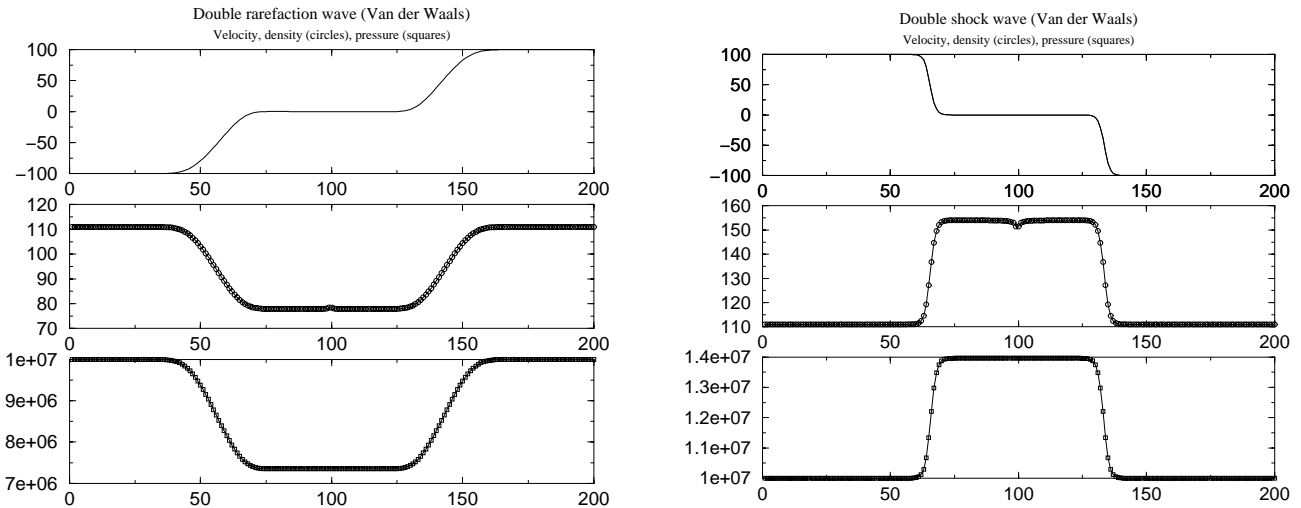 Double rarefaction wave (Van der Waals)
Velocity, density (circles), pressure (squares)
100
50
0
−50
−100
0 50 100 150 200
120
110
100
90
80
70
0 50 100 150 200
1e+07
9e+06
8e+06
7e+06
0 50 100 150 200
Double shock wave (Van der Waals)
Velocity, density (circles), pressure (squares)
100
50
0
−50
−100
0 50 100 150 200
160
150
140
130
120
110
0 50 100 150 200
1.4e+07
1.3e+07
1.2e+07
1.1e+07
1e+07
0 50 100 150 200